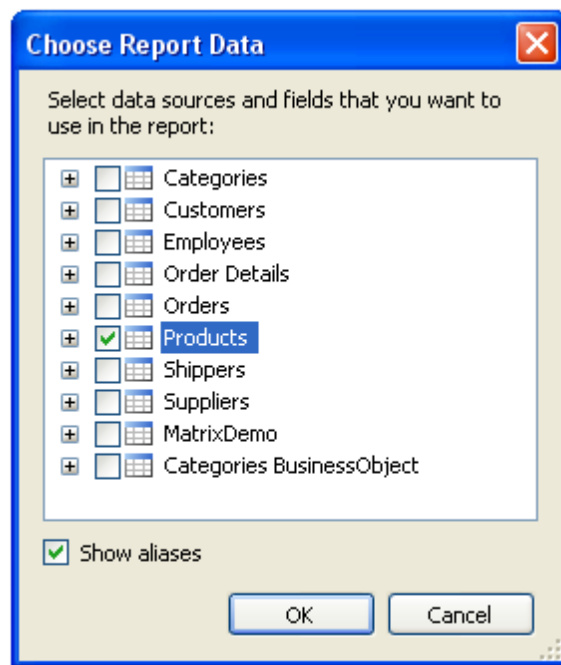 Choose Report Data
Select data sources and fields that you want to
use in the report:
Categories
Customers
Employees
Order Details
Orders
Products
Shippers
Suppliers
MatrixDemo
Categories BusinessObject
Show aliases
OK
Cancel